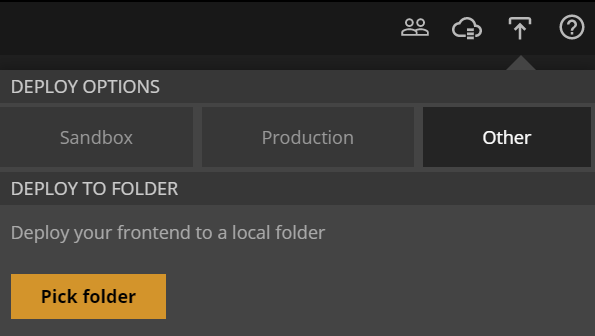 DEPLOY OPTIONS
Sandbox Production Other
DEPLOY TO FOLDER
Deploy your frontend to a local folder
Pick folder